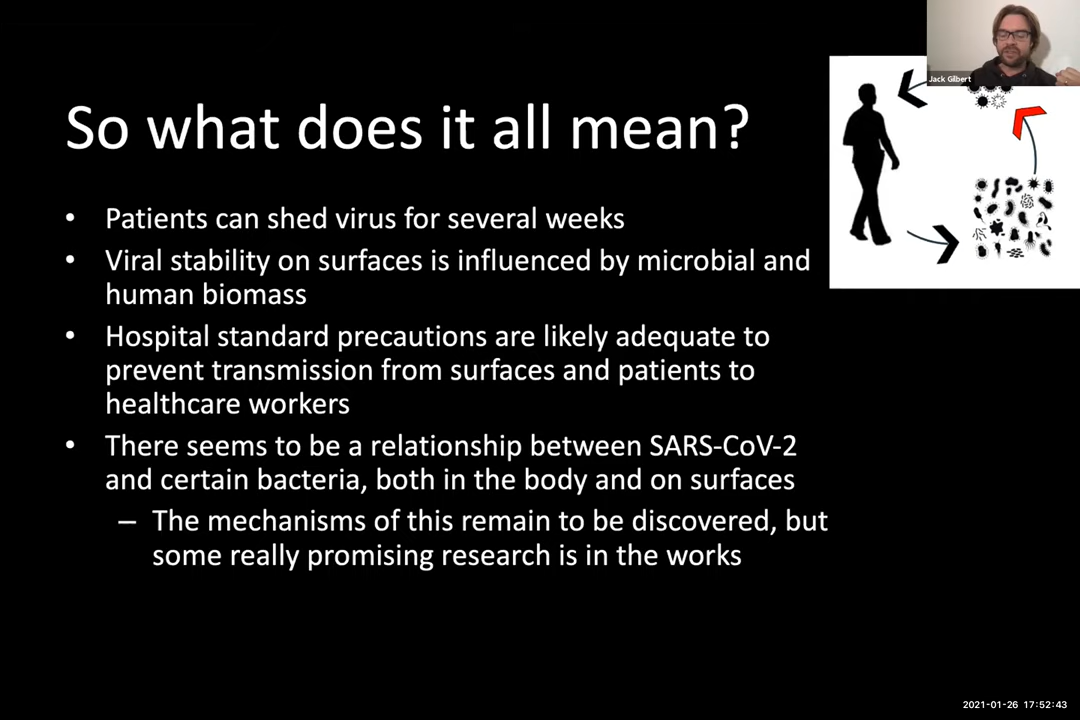 Jack Gilbert
So what does it all mean?
• Patients can shed virus for several weeks
• Viral stability on surfaces is influenced by microbial and
human biomass
• Hospital standard precautions are likely adequate to
prevent transmission from surfaces and patients to
healthcare workers
• There seems to be a relationship between SARS-CoV-2
and certain bacteria, both in the body and on surfaces
– The mechanisms of this remain to be discovered, but
some really promising research is in the works
2021-01-26 17:52:43